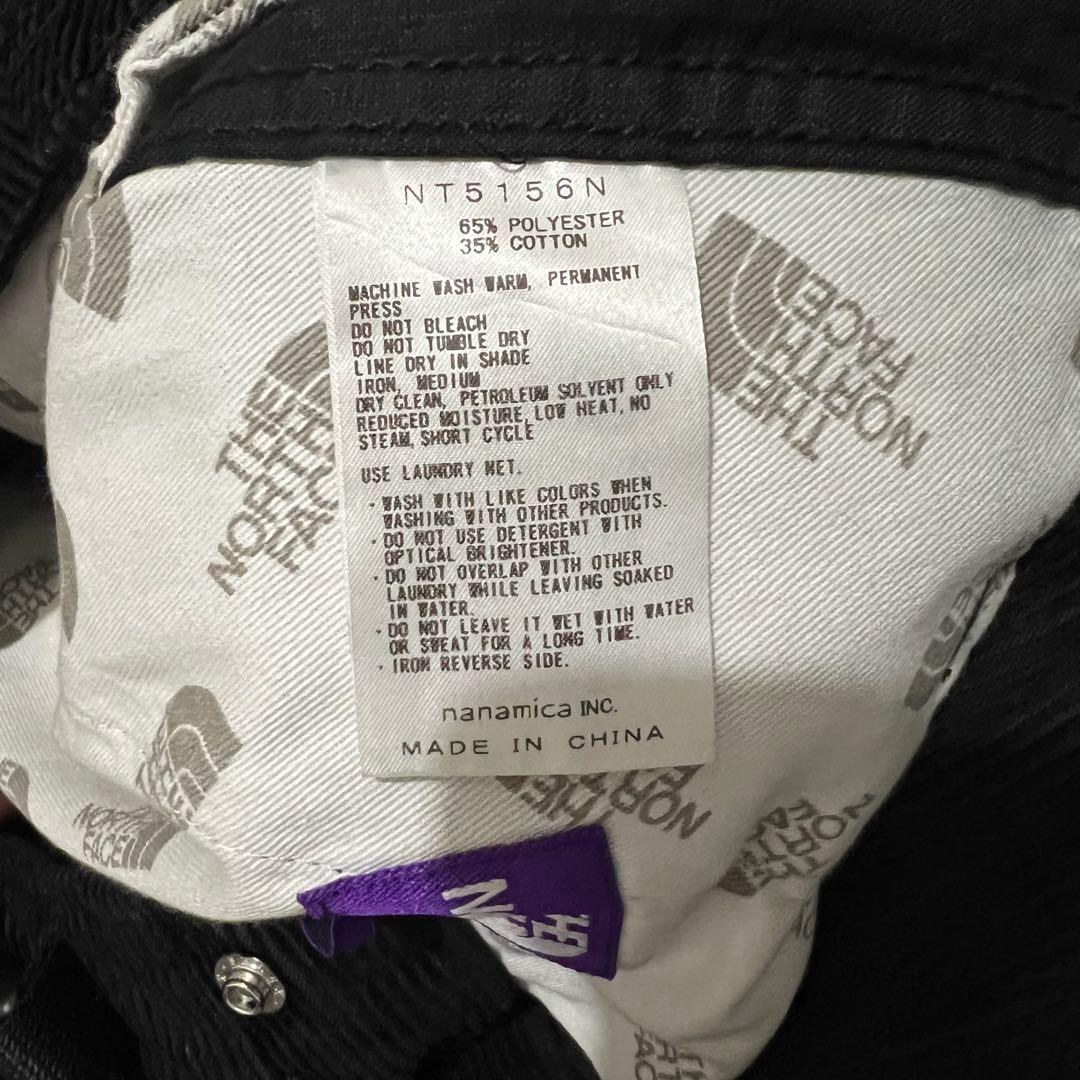 NT5156N
65% POLYESTER
35% COTTON
MACHINE WASH WARM, PERMANENT
PRESS
DO NOT BLEACH
DO NOT TUMBLE DRY
LINE DRY IN SHADE
IRON, MEDIUM
DRY CLEAN, PETROLEUM SOLVENT ONLY
REDUCED MOISTURE, LOW HEAT, NO
STEAM, SHORT CYCLE
USE LAUNDRY NET.
・WASH WITH LIKE COLORS WHEN
WASHING WITH OTHER PRODUCTS.
・DO NOT USE DETERGENT WITH
OPTICAL BRIGHTENER.
・DO NOT OVERLAP WITH OTHER
LAUNDRY WHILE LEAVING SOAKED
IN WATER.
・DO NOT LEAVE IT WET WITH WATER
OR SWEAT FOR A LONG TIME.
・IRON REVERSE SIDE.
nanamica INC.
MADE IN CHINA
THE
NORTH
FACE
THE
NORTH
FACE
NORTH
FACE